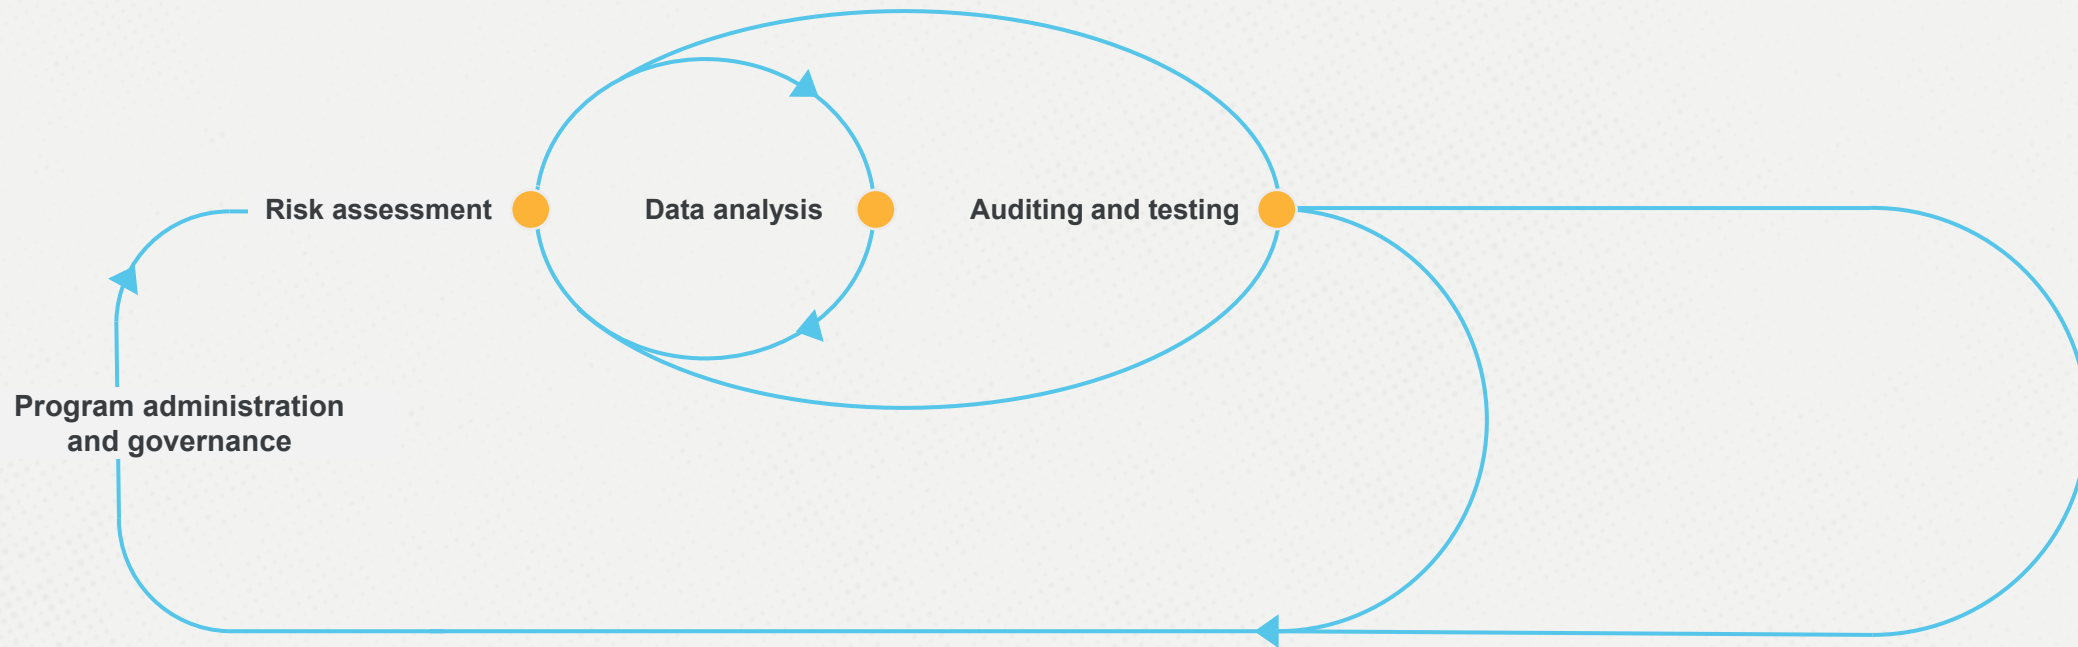 Risk assessment
Data analysis
Auditing and testing
Program administration
and governance